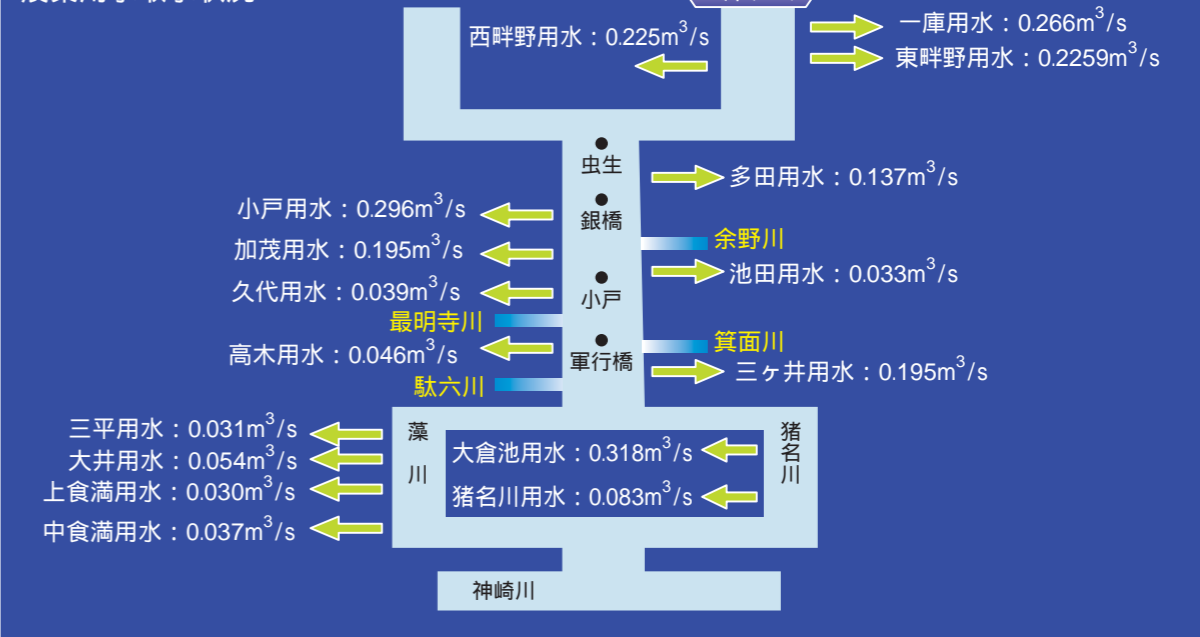 一庫用水：0.266m³/s
西畔野用水：0.225m³/s
東畔野用水：0.2259m³/s
虫生
多田用水：0.137m³/s
小戸用水：0.296m³/s
銀橋
加茂用水：0.195m³/s
余野川
池田用水：0.033m³/s
久代用水：0.039m³/s
小戸
最明寺川
高木用水：0.046m³/s
軍行橋
箕面川
三ヶ井用水：0.195m³/s
駄六川
三平用水：0.031m³/s
大井用水：0.054m³/s
上食満用水：0.030m³/s
中食満用水：0.037m³/s
藻川
大倉池用水：0.318m³/s
猪名川用水：0.083m³/s
猪名川
神崎川